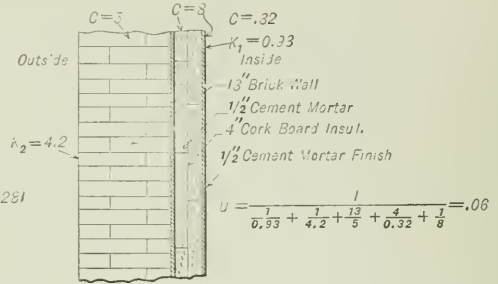 C=5
C=8
C=.32
K₁=0.93
Outside
Inside
13" Brick Wall
1/2" Cement Mortar
4" Cork Board Insul.
K₂=4.2
1/2" Cement Mortar Finish
281
u = 1 / (1/0.93 + 1/4.2 + 13/5 + 4/0.32 + 1/8) = .06